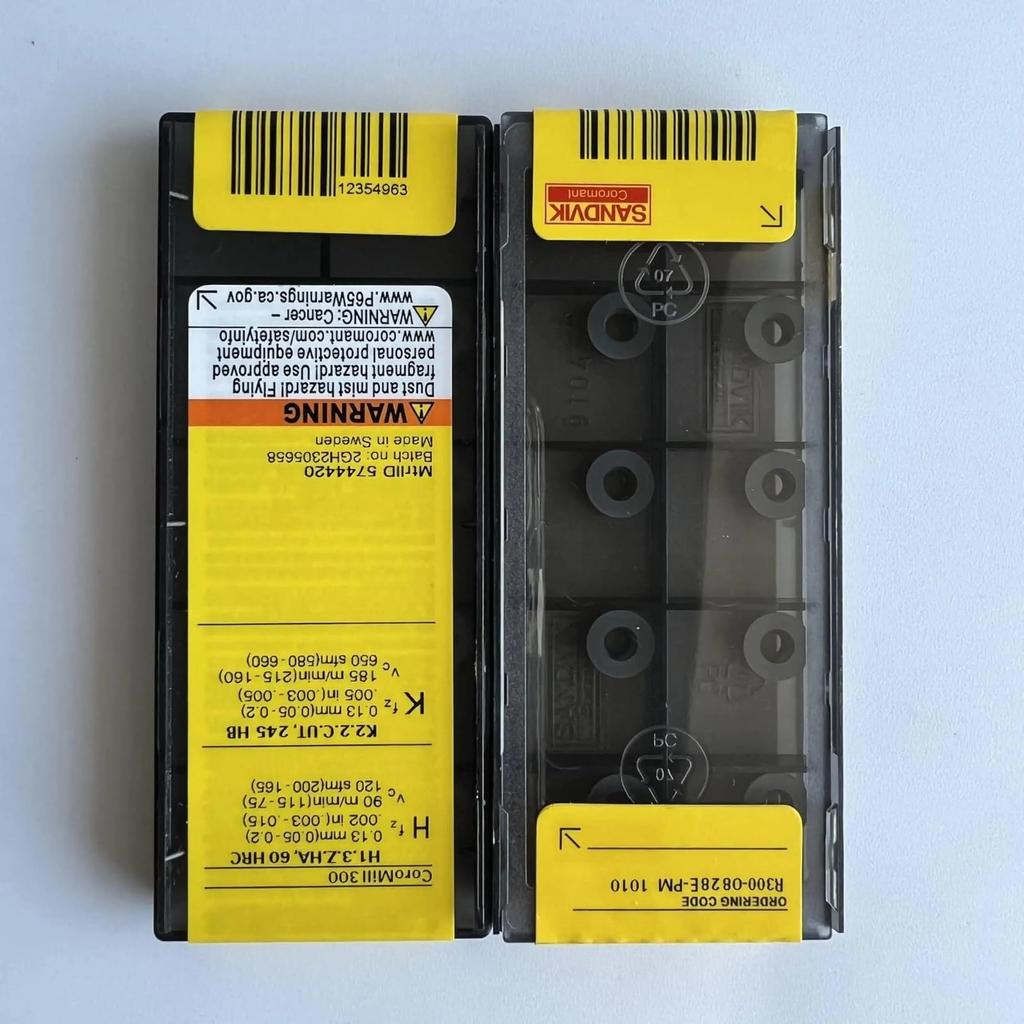 ORDERING CODE
R300-0828E-PM 1010
07
PC
SANDVIK
SANDVIK
07
PC
SANDVIK
Coromant
CoroMill 300
H1.3.Z.HA, 60 HRC
H fz 0.13 mm(0.05-0.2)
.002 in(.003-.015)
vc 90 m/min(115-75)
120 sfm(200-165)
K2.2.C.UT, 245 HB
K fz 0.13 mm(0.05-0.2)
.005 in(.003-.005)
vc 185 m/min(215-160)
650 sfm(580-660)
MtrlID 5744420
Batch no: 2GH2305658
Made in Sweden
WARNING
Dust and mist hazard! Flying
fragment hazard! Use approved
personal protective equipment
www.coromant.com/safetyinfo
WARNING: Cancer –
www.P65Warnings.ca.gov
12354963